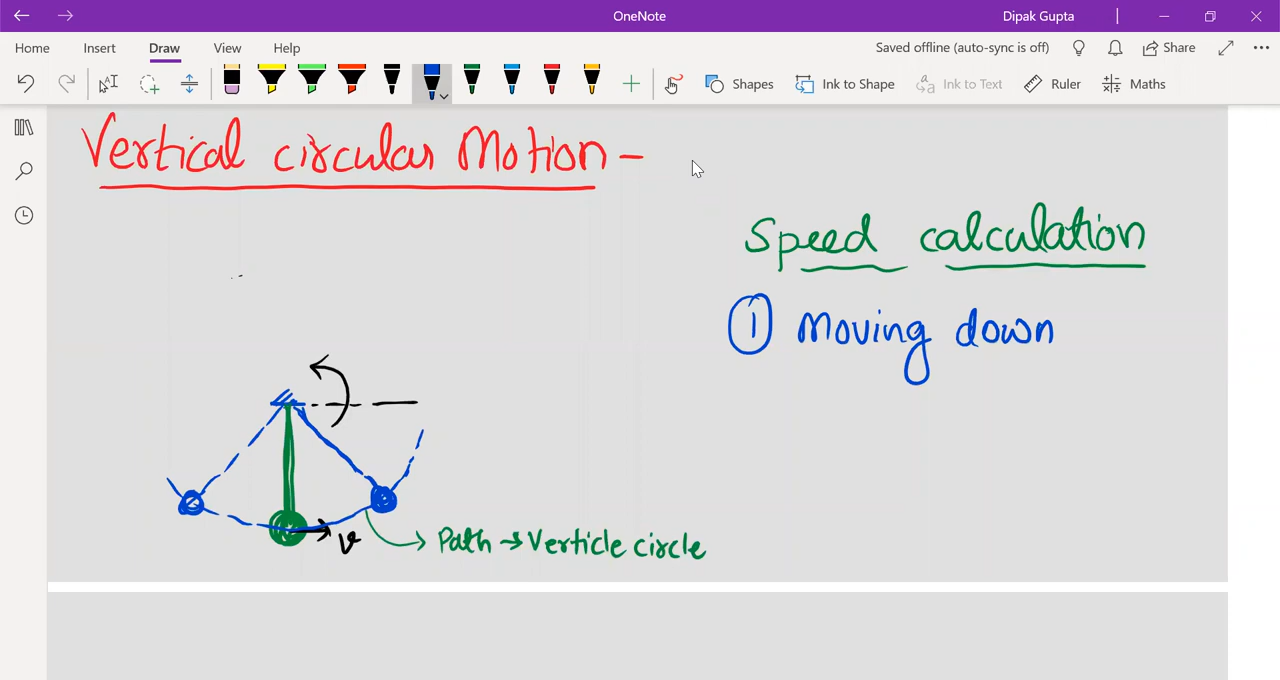 OneNote
Dipak Gupta
Home Insert Draw View Help
Saved offline (auto-sync is off)
Share
Shapes
Ink to Shape
Ink to Text
Ruler
Maths
Vertical circular Motion -
Speed calculation
① Moving down
v
Path → Verticle circle